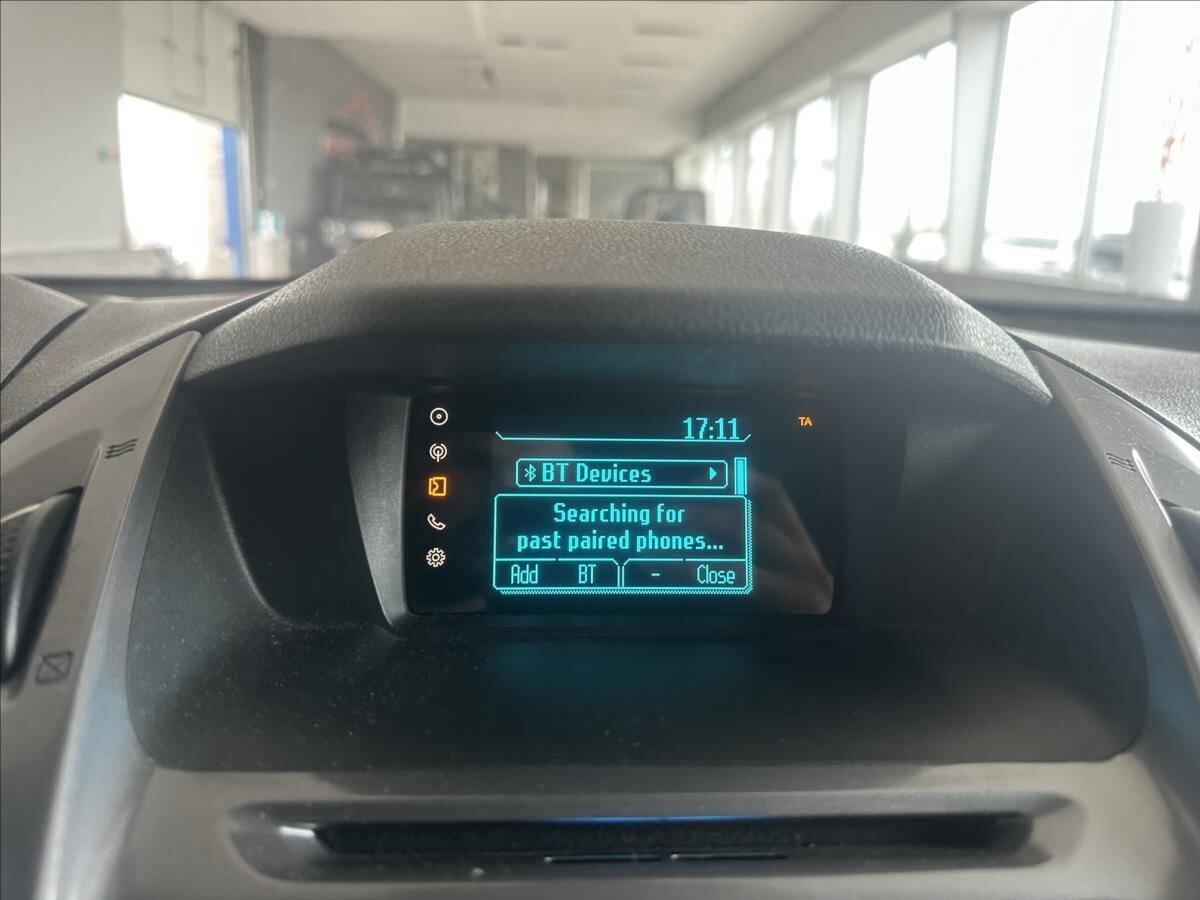 17:11
TA
BT Devices
Searching for
past paired phones...
Add BT - Close